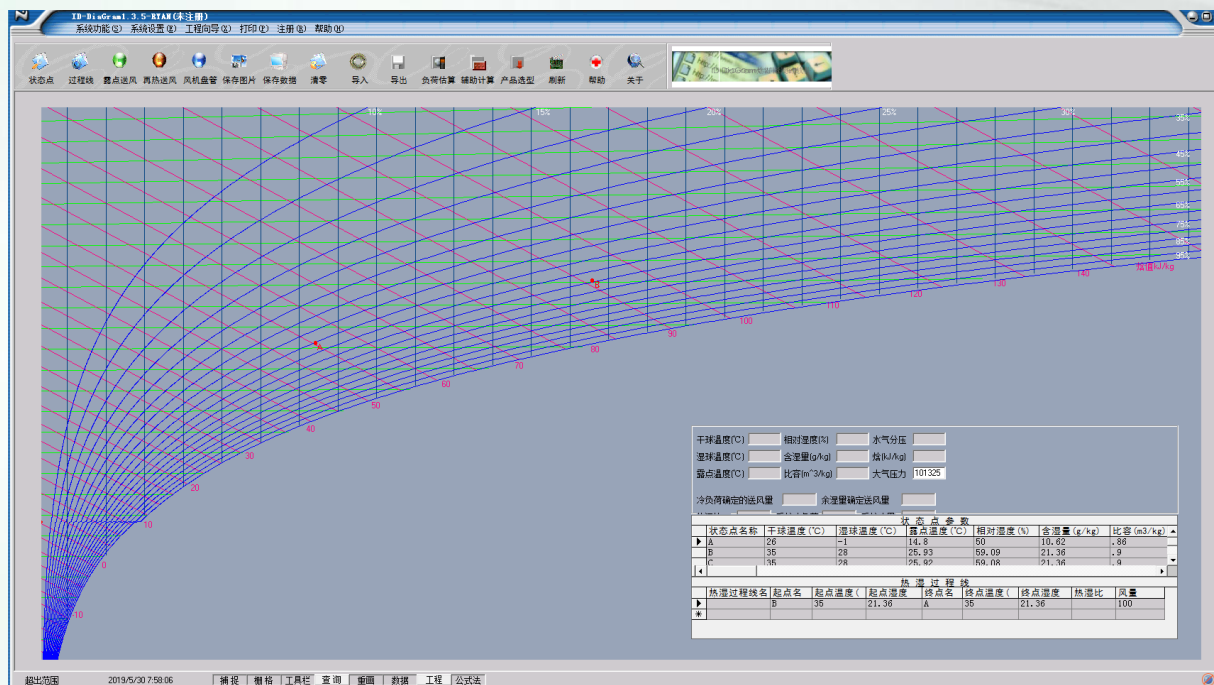 ID-DiaGram1.3.5-RYAN(未注册)
系统功能(S) 系统设置(E) 工程向导(X) 打印(P) 注册(R) 帮助(H)
状态点 过程线 露点送风 再热送风 风机盘管 保存图片 保存数据 清零 导入 导出 负荷估算 辅助计算 产品选型 刷新 帮助 关于
10% 15% 20% 25% 30% 35%
45%
55%
65%
75%
85%
95%
焓值kJ/kg
B
A
140
130
120
110
100
90
80
70
60
50
40
30
10
0
-10
干球温度(℃) 相对湿度(%) 水气分压
湿球温度(℃) 含湿量(g/kg) 焓(kJ/kg)
露点温度(℃) 比容(m^3/kg) 大气压力 101325
冷负荷确定的送风量 余湿量确定送风量
状态点参数
状态点名称 干球温度(℃) 湿球温度(℃) 露点温度(℃) 相对湿度(%) 含湿量(g/kg) 比容(m3/kg)
A 26 -1 14.8 50 10.62 .86
B 35 28 25.93 59.09 21.36 .9
C 35 28 25.92 59.08 21.36 .9
热湿过程线
热湿过程线名 起点名 起点温度( 起点湿度 终点名 终点温度( 终点湿度 热湿比 风量
B 35 21.36 A 35 21.36 100
超出范围 2019/5/30 7:58:06 捕捉 栅格 工具栏 查询 重画 数据 工程 公式法